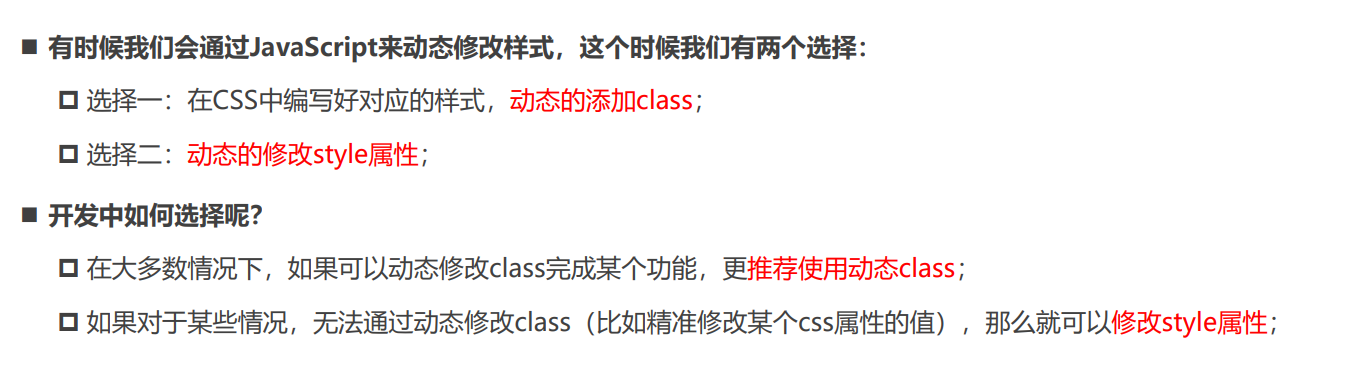 有时候我们会通过JavaScript来动态修改样式，这个时候我们有两个选择：
选择一：在CSS中编写好对应的样式，动态的添加class；
选择二：动态的修改style属性；
开发中如何选择呢？
在大多数情况下，如果可以动态修改class完成某个功能，更推荐使用动态class；
如果对于某些情况，无法通过动态修改class（比如精准修改某个css属性的值），那么就可以修改style属性；